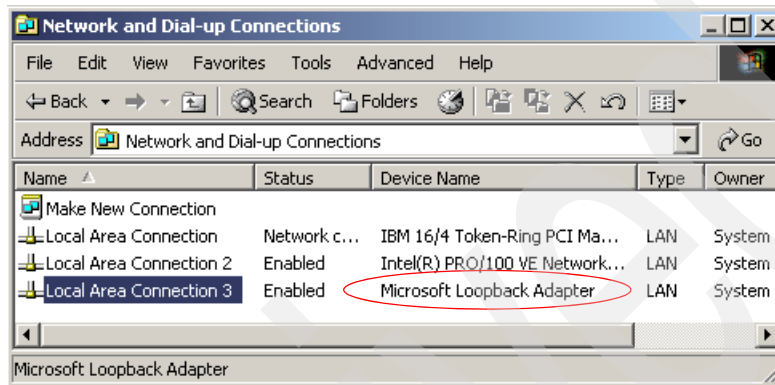 Network and Dial-up Connections
File Edit View Favorites Tools Advanced Help
Back Search Folders
Address Network and Dial-up Connections Go
Name Status Device Name Type Owner
Make New Connection
Local Area Connection Network c... IBM 16/4 Token-Ring PCI Ma... LAN System
Local Area Connection 2 Enabled Intel(R) PRO/100 VE Network... LAN System
Local Area Connection 3 Enabled Microsoft Loopback Adapter LAN System
Microsoft Loopback Adapter